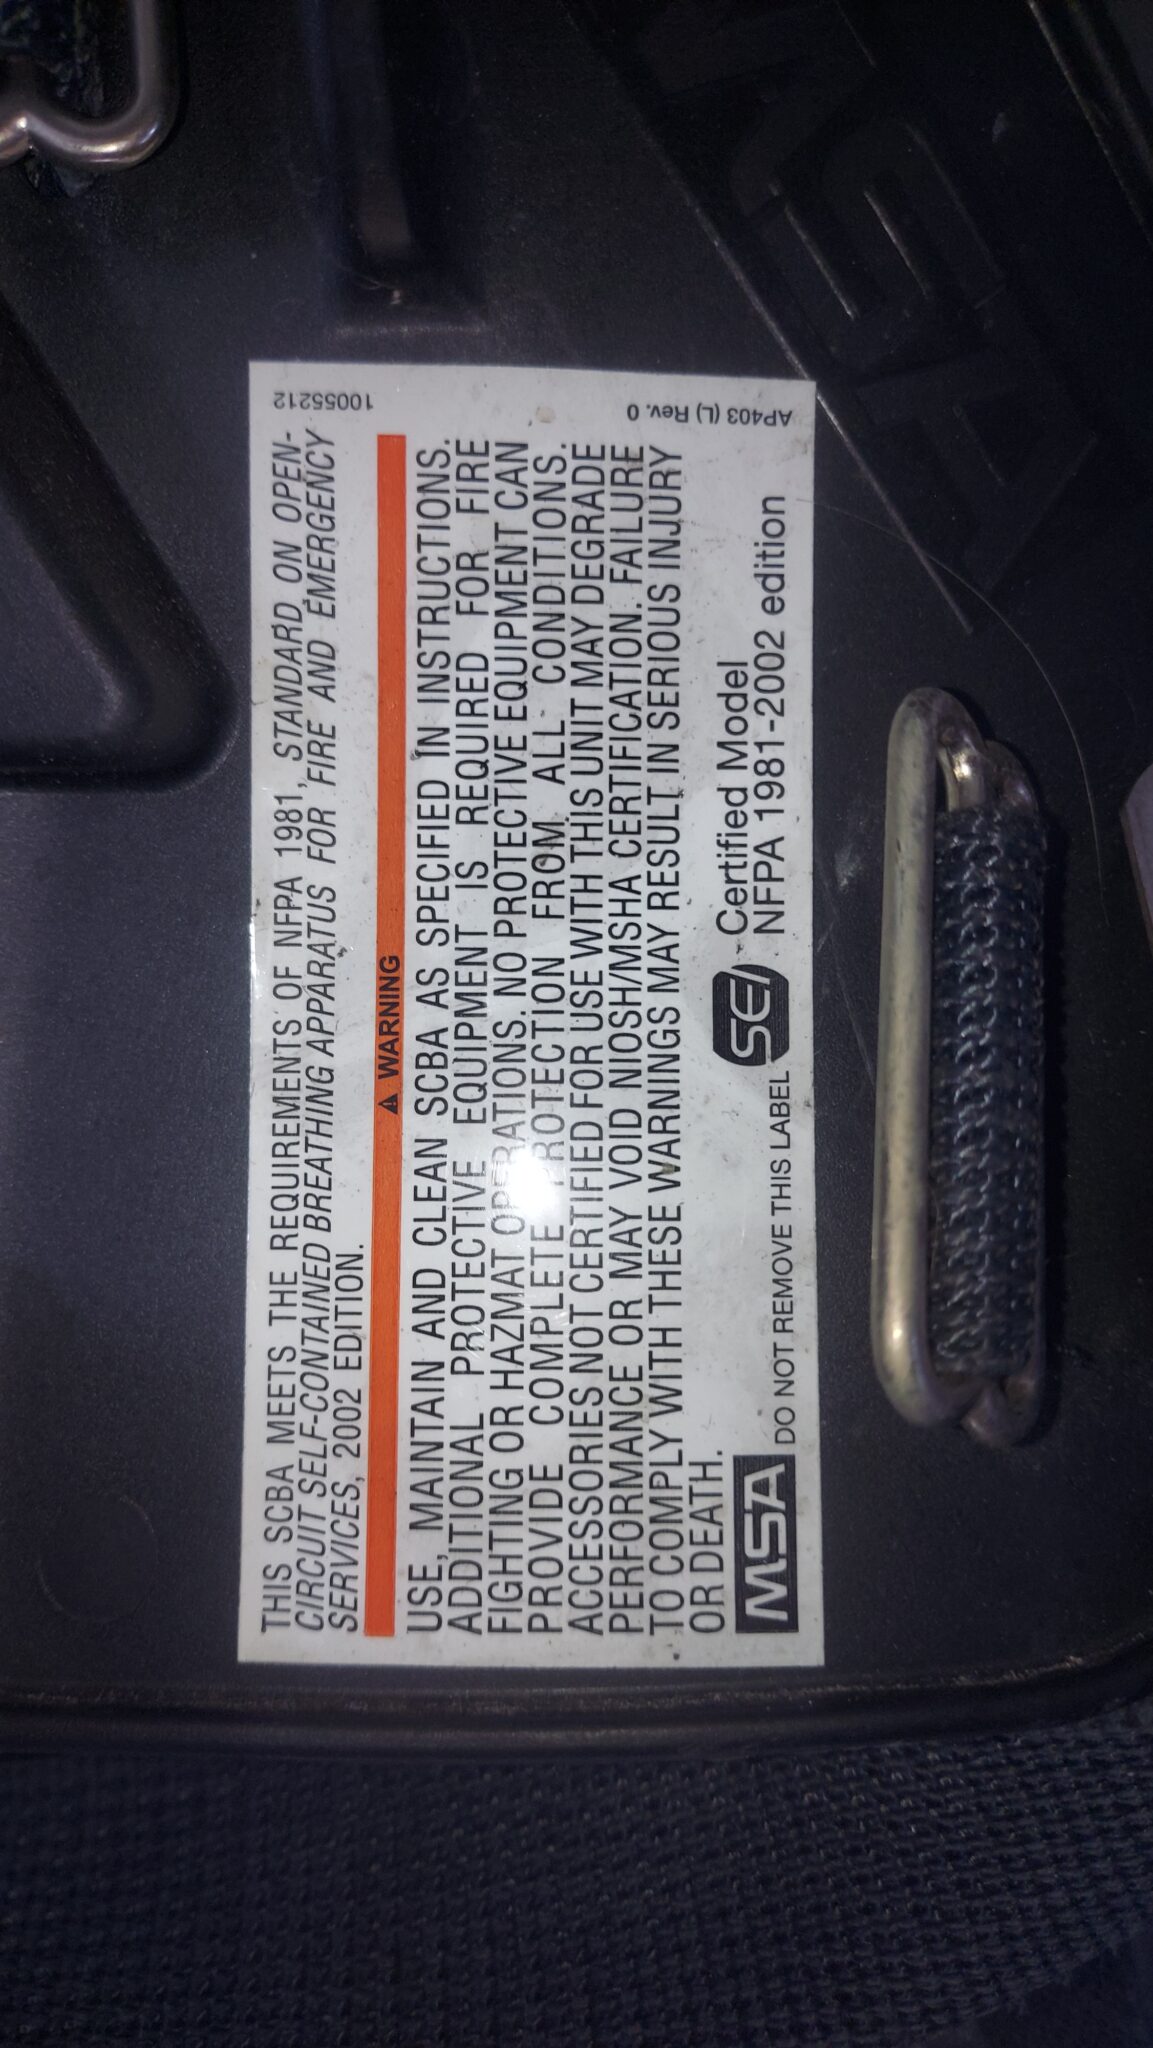 THIS SCBA MEETS THE REQUIREMENTS OF NFPA 1981, STANDARD ON OPEN-
CIRCUIT SELF-CONTAINED BREATHING APPARATUS FOR FIRE AND EMERGENCY
SERVICES, 2002 EDITION.
⚠ WARNING
USE, MAINTAIN AND CLEAN SCBA AS SPECIFIED IN INSTRUCTIONS.
ADDITIONAL PROTECTIVE EQUIPMENT IS REQUIRED FOR FIRE
FIGHTING OR HAZMAT OPERATIONS. NO PROTECTIVE EQUIPMENT CAN
PROVIDE COMPLETE PROTECTION FROM ALL CONDITIONS.
ACCESSORIES NOT CERTIFIED FOR USE WITH THIS UNIT MAY DEGRADE
PERFORMANCE OR MAY VOID NIOSH/MSHA CERTIFICATION. FAILURE
TO COMPLY WITH THESE WARNINGS MAY RESULT IN SERIOUS INJURY
OR DEATH.
MSA
DO NOT REMOVE THIS LABEL
SEI
Certified Model
NFPA 1981-2002 edition
10055212
AP403 (L) Rev. 0